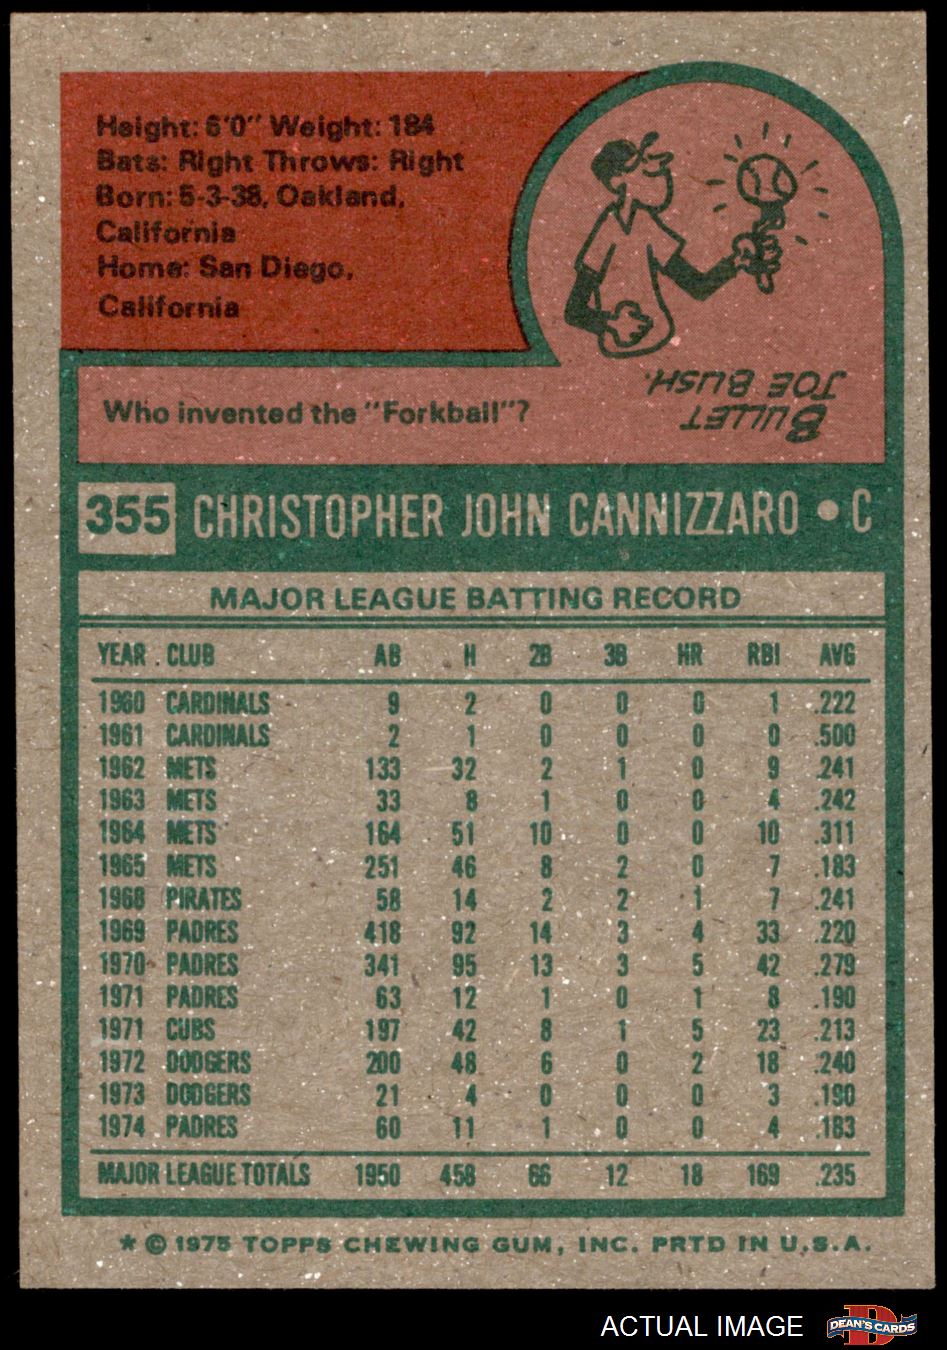 Height: 6'0" Weight: 184
Bats: Right Throws: Right
Born: 5-3-38, Oakland,
California
Home: San Diego,
California
Who invented the "Forkball"?
BULLET
JOE BUSH.
355 CHRISTOPHER JOHN CANNIZZARO • C
MAJOR LEAGUE BATTING RECORD
YEAR CLUB AB H 2B 3B HR RBI AVG
1960 CARDINALS 9 2 0 0 0 1 .222
1961 CARDINALS 2 1 0 0 0 0 .500
1962 METS 133 32 2 1 0 9 .241
1963 METS 33 8 1 0 0 4 .242
1964 METS 164 51 10 0 0 10 .311
1965 METS 251 46 8 2 0 7 .183
1968 PIRATES 58 14 2 2 1 7 .241
1969 PADRES 418 92 14 3 4 33 .220
1970 PADRES 341 95 13 3 5 42 .279
1971 PADRES 63 12 1 0 1 8 .190
1971 CUBS 197 42 8 1 5 23 .213
1972 DODGERS 200 48 6 0 2 18 .240
1973 DODGERS 21 4 0 0 0 3 .190
1974 PADRES 60 11 1 0 0 4 .183
MAJOR LEAGUE TOTALS 1950 458 66 12 18 169 .235
* © 1975 TOPPS CHEWING GUM, INC. PRTD IN U.S.A.
ACTUAL IMAGE
D
DEAN'S CARDS